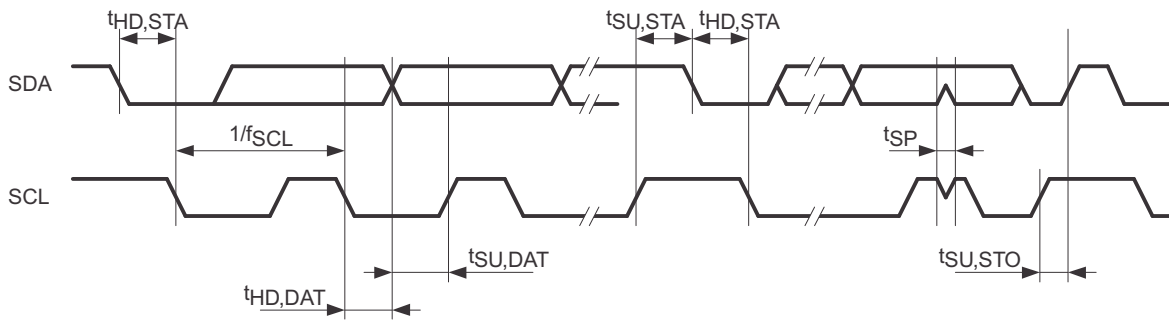 tHD,STA
tSU,STA tHD,STA
SDA
1/fSCL
tSP
SCL
tSU,DAT
tSU,STO
tHD,DAT